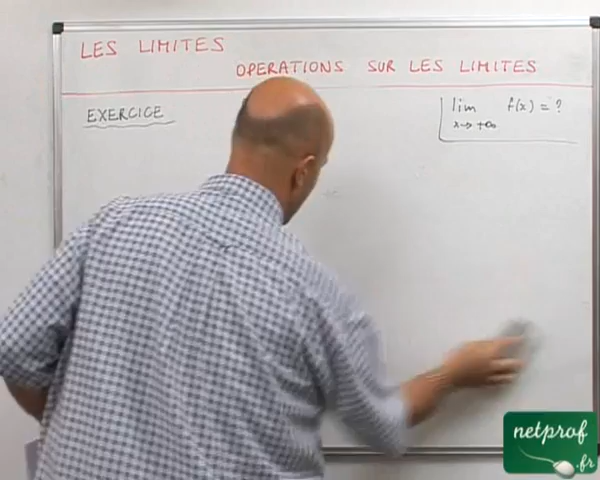 LES LIMITES
OPERATIONS SUR LES LIMITES
EXERCICE
lim f(x) = ?
x→ +∞
netprof
.fr